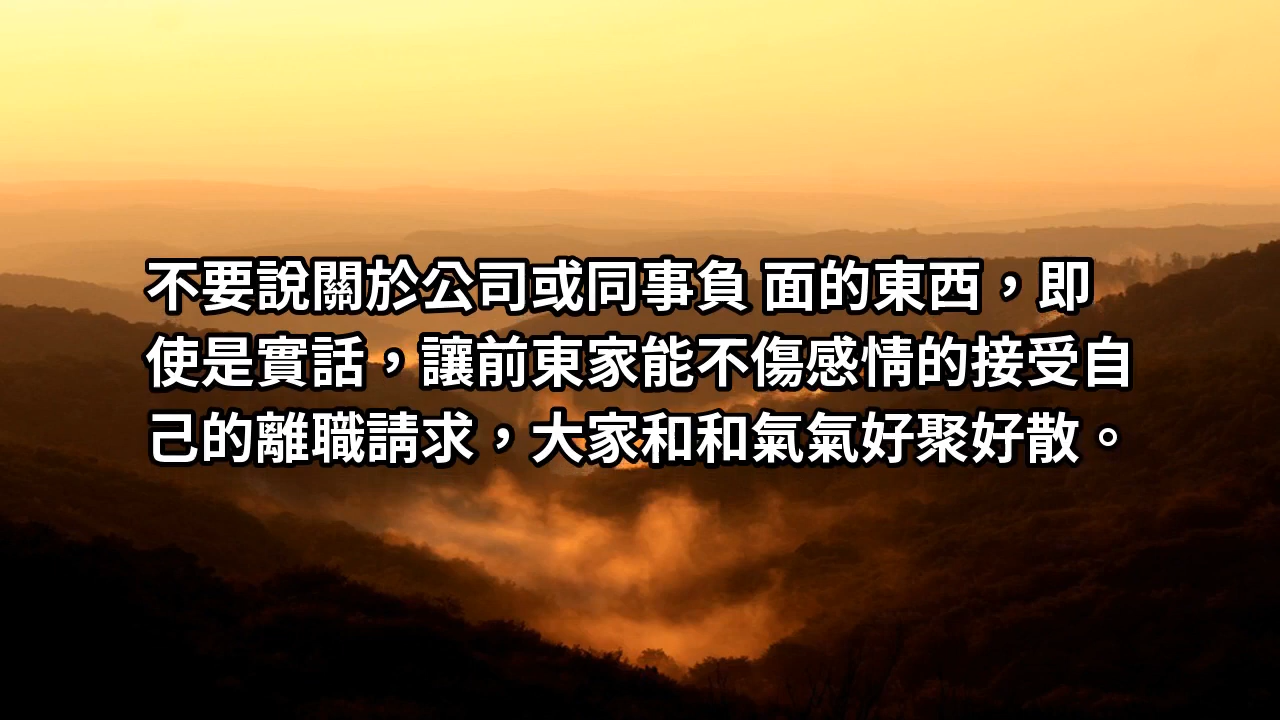 不要說關於公司或同事負 面的東西，即
使是實話，讓前東家能不傷感情的接受自
己的離職請求，大家和和氣氣好聚好散。